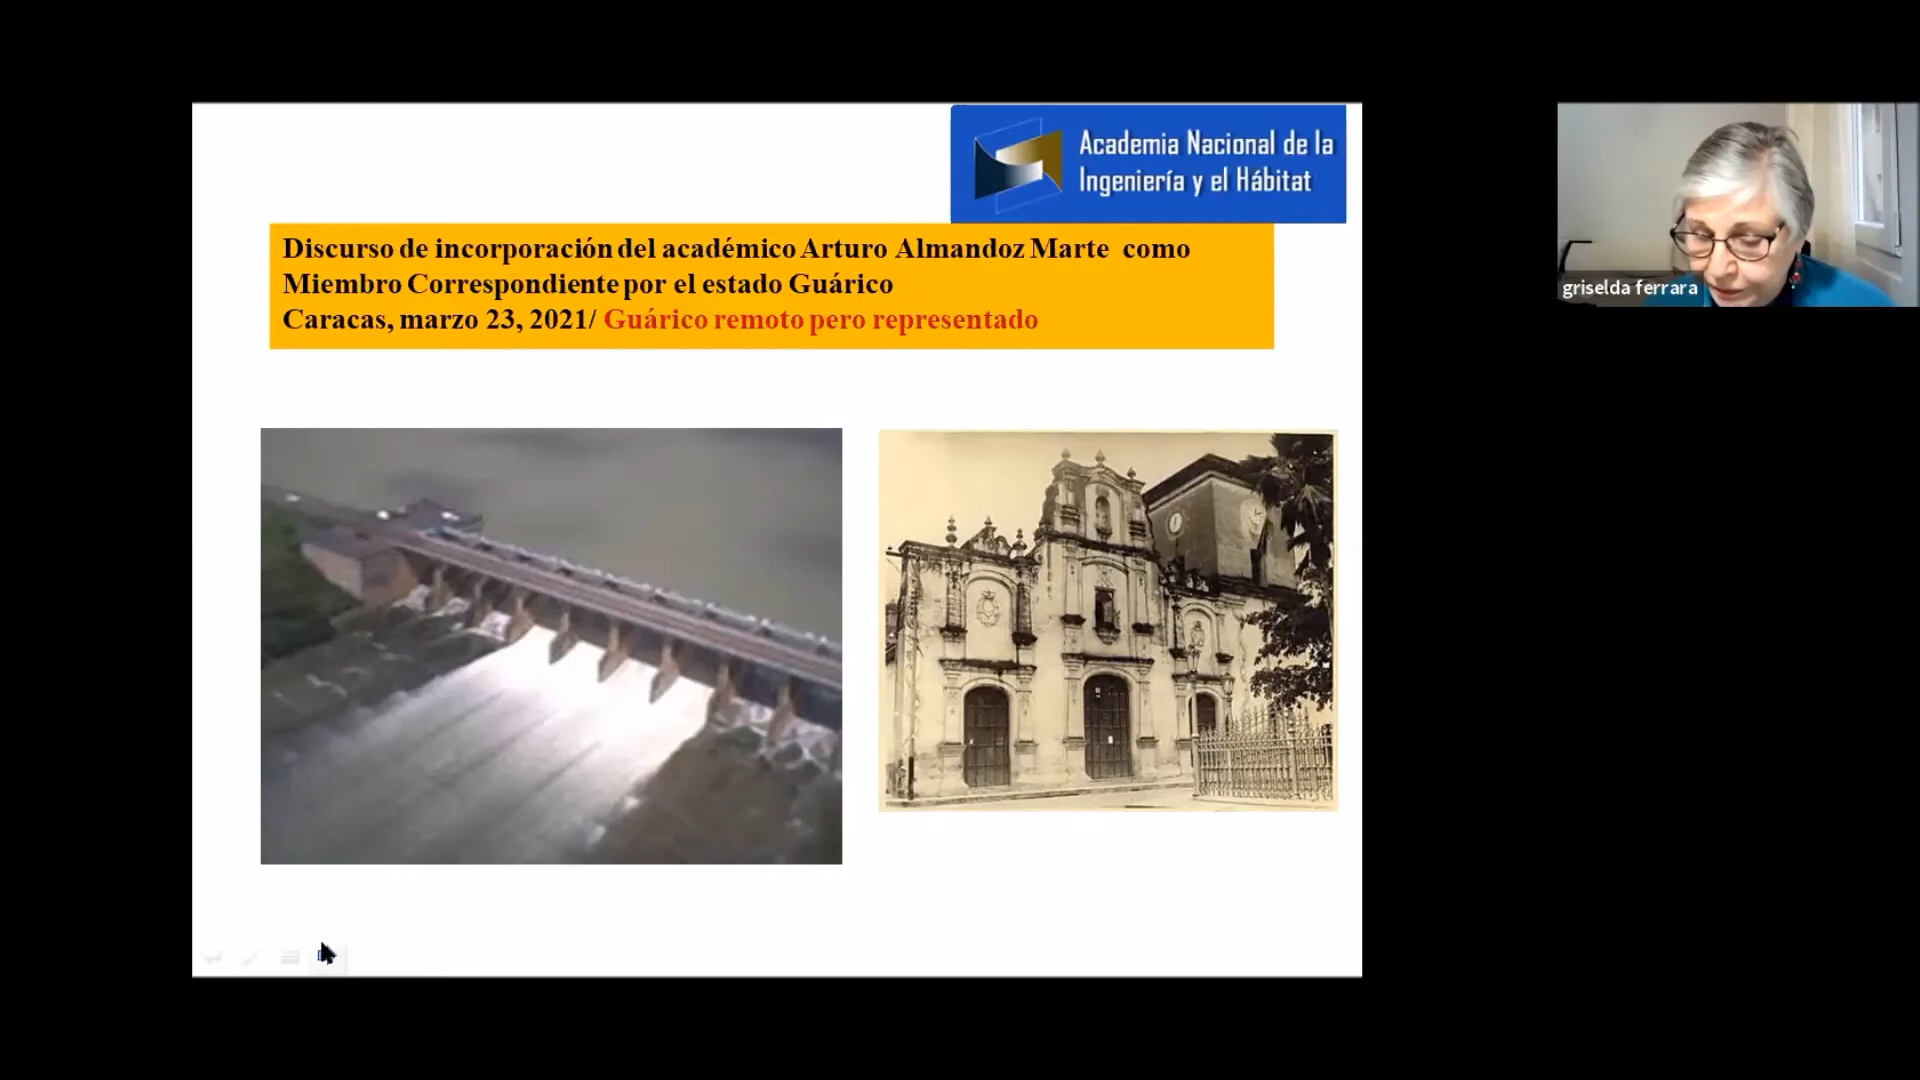 Academia Nacional de la
Ingeniería y el Hábitat
Discurso de incorporación del académico Arturo Almandoz Marte como
Miembro Correspondiente por el estado Guárico
Caracas, marzo 23, 2021/ Guárico remoto pero representado
griselda ferrara